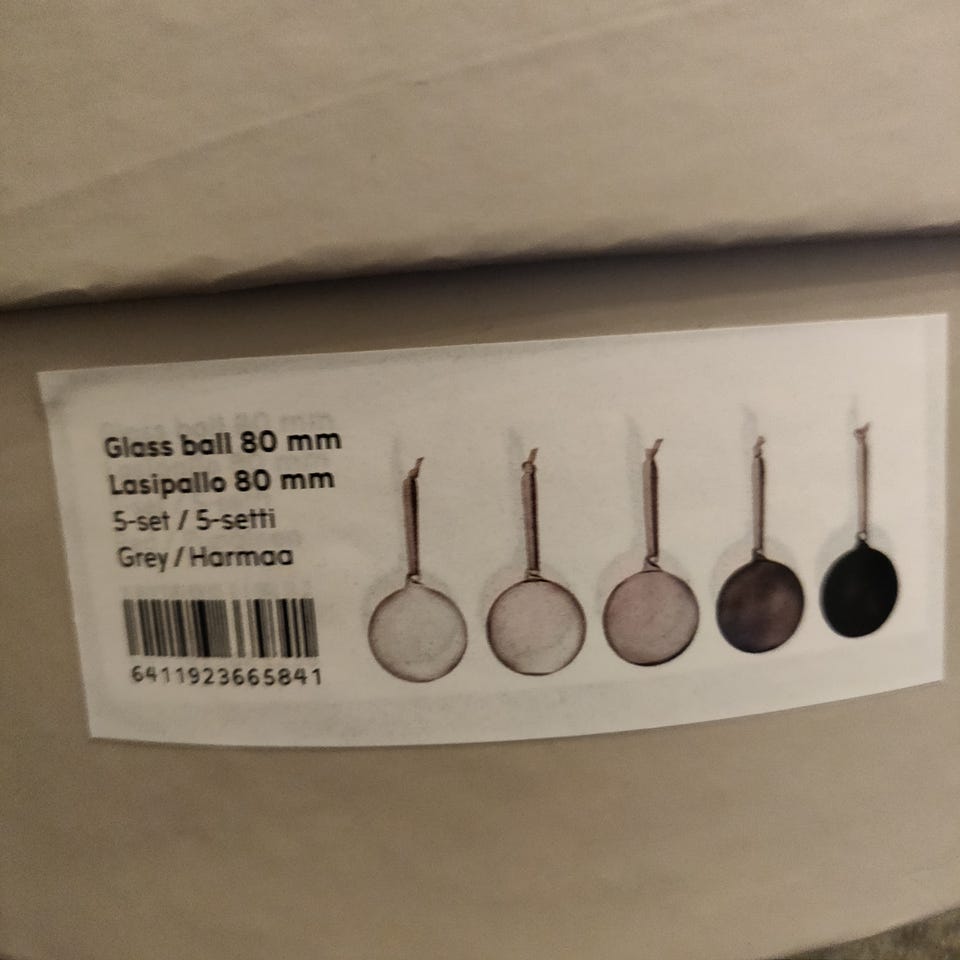 Glass ball 80 mm
Lasipallo 80 mm
5-set / 5-setti
Grey / Harmaa
6411923665841